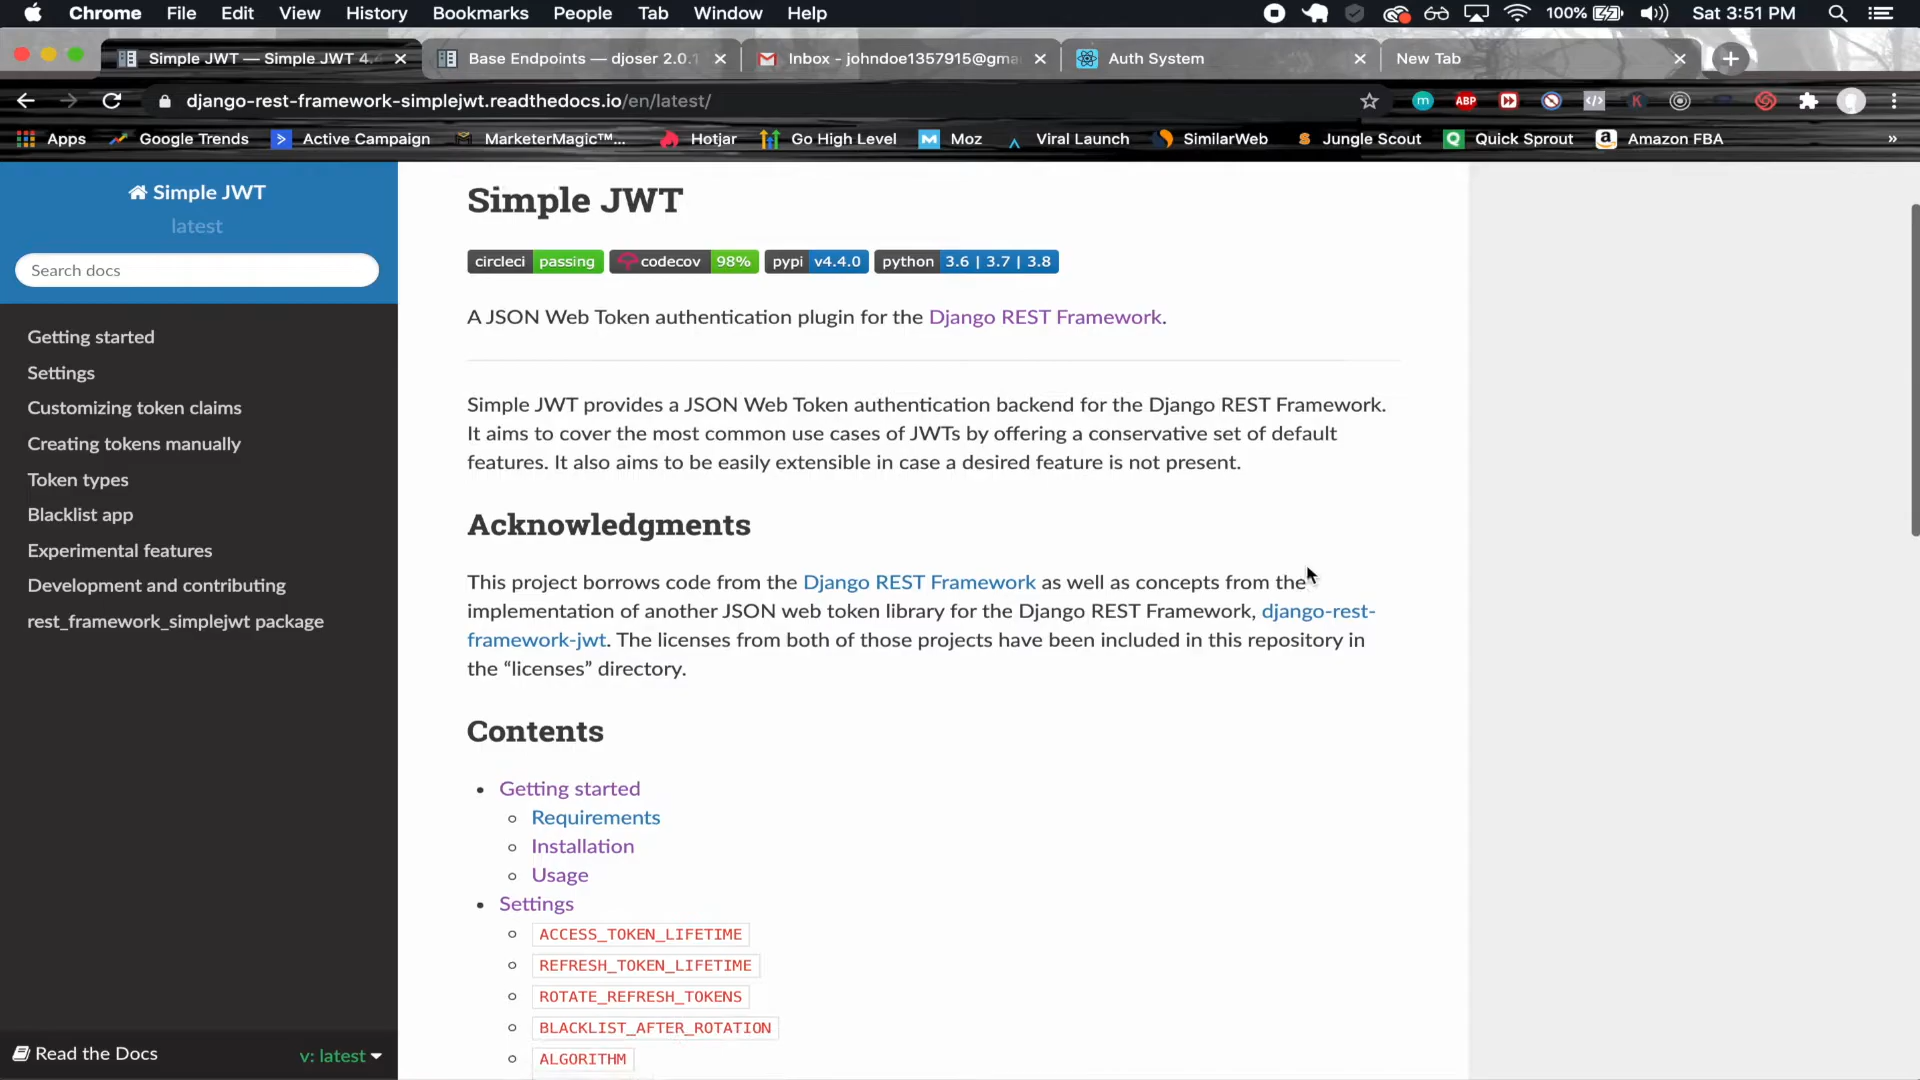 Chrome File Edit View History Bookmarks People Tab Window Help 100% Sat 3:51 PM
Simple JWT — Simple JWT 4. Base Endpoints — djoser 2.0.1 Inbox - johndoe1357915@gma Auth System New Tab
django-rest-framework-simplejwt.readthedocs.io/en/latest/ m ABP </> K
Apps Google Trends Active Campaign MarketerMagic™... Hotjar Go High Level Moz Viral Launch SimilarWeb Jungle Scout Quick Sprout Amazon FBA »
Simple JWT
latest
Search docs
Getting started
Settings
Customizing token claims
Creating tokens manually
Token types
Blacklist app
Experimental features
Development and contributing
rest_framework_simplejwt package
Read the Docs v: latest
Simple JWT
circleci passing codecov 98% pypi v4.4.0 python 3.6 | 3.7 | 3.8
A JSON Web Token authentication plugin for the Django REST Framework.
Simple JWT provides a JSON Web Token authentication backend for the Django REST Framework.
It aims to cover the most common use cases of JWTs by offering a conservative set of default
features. It also aims to be easily extensible in case a desired feature is not present.
Acknowledgments
This project borrows code from the Django REST Framework as well as concepts from the
implementation of another JSON web token library for the Django REST Framework, django-rest-
framework-jwt. The licenses from both of those projects have been included in this repository in
the “licenses” directory.
Contents
• Getting started
○ Requirements
○ Installation
○ Usage
• Settings
○ ACCESS_TOKEN_LIFETIME
○ REFRESH_TOKEN_LIFETIME
○ ROTATE_REFRESH_TOKENS
○ BLACKLIST_AFTER_ROTATION
○ ALGORITHM